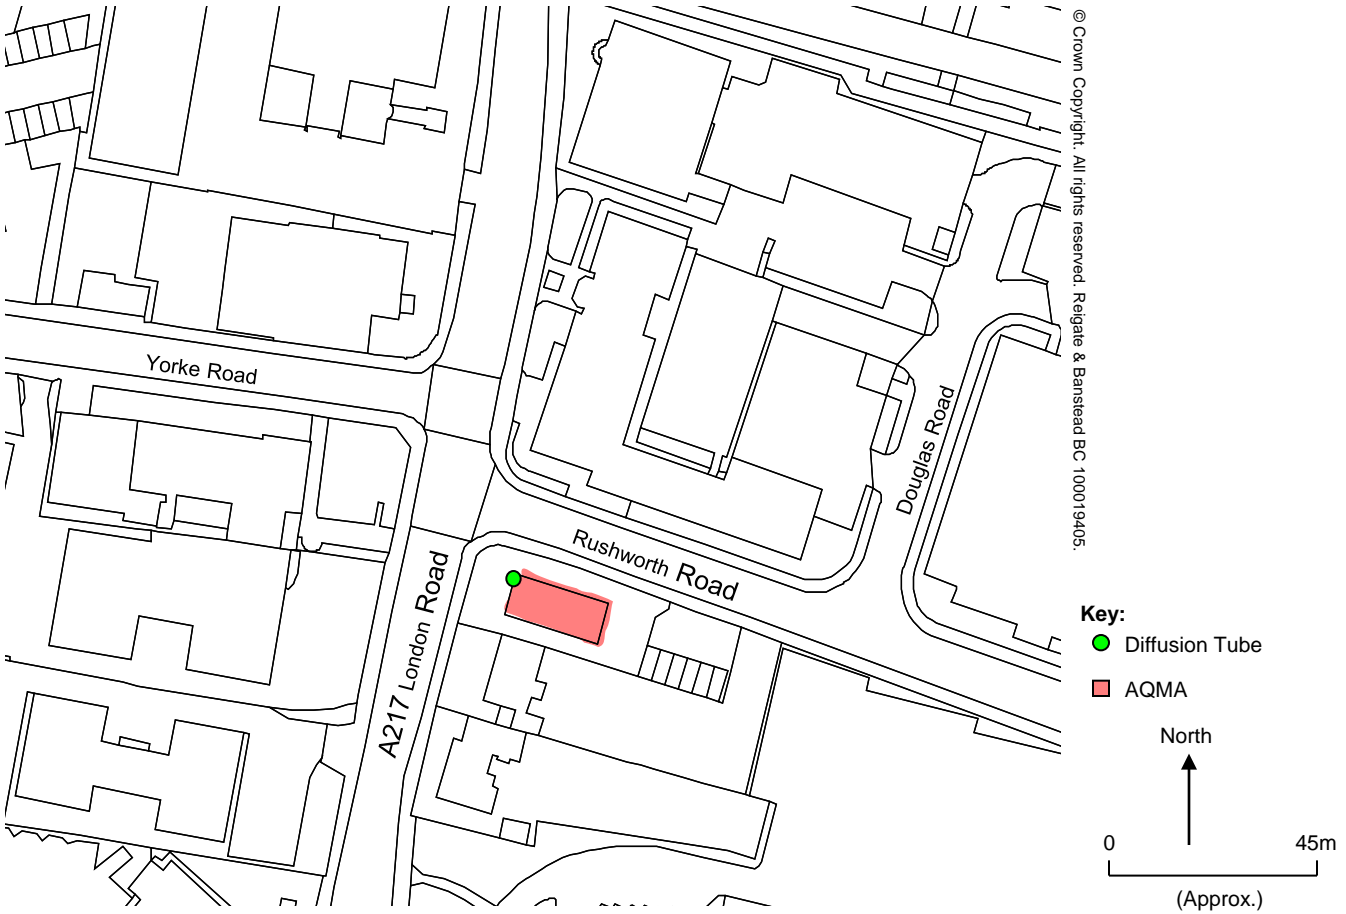 © Crown Copyright. All rights reserved. Reigate & Banstead BC 100019405.
Yorke Road
Douglas Road
Rushworth Road
A217 London Road
Key:
Diffusion Tube
AQMA
North
0 45m
(Approx.)